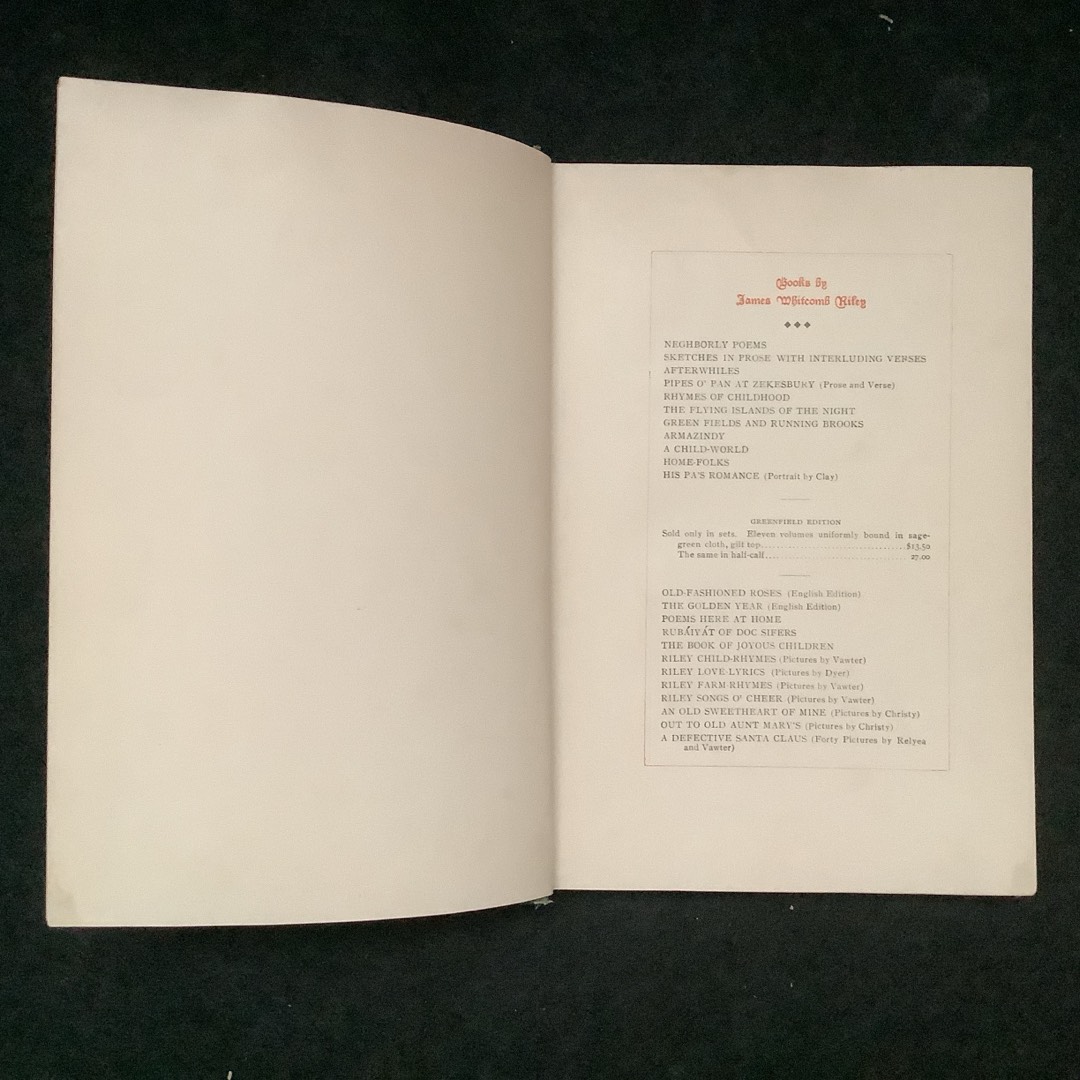 Books by
James Whitcomb Riley
NEGHBORLY POEMS
SKETCHES IN PROSE WITH INTERLUDING VERSES
AFTERWHILES
PIPES O' PAN AT ZEKESBURY (Prose and Verse)
RHYMES OF CHILDHOOD
THE FLYING ISLANDS OF THE NIGHT
GREEN FIELDS AND RUNNING BROOKS
ARMAZINDY
A CHILD-WORLD
HOME-FOLKS
HIS PA'S ROMANCE (Portrait by Clay)
GREENFIELD EDITION
Sold only in sets. Eleven volumes uniformly bound in sage-
green cloth, gilt top........................................$13.50
The same in half-calf........................................ 27.00
OLD-FASHIONED ROSES (English Edition)
THE GOLDEN YEAR (English Edition)
POEMS HERE AT HOME
RUBÁIYÁT OF DOC SIFERS
THE BOOK OF JOYOUS CHILDREN
RILEY CHILD-RHYMES (Pictures by Vawter)
RILEY LOVE-LYRICS (Pictures by Dyer)
RILEY FARM-RHYMES (Pictures by Vawter)
RILEY SONGS O' CHEER (Pictures by Vawter)
AN OLD SWEETHEART OF MINE (Pictures by Christy)
OUT TO OLD AUNT MARY'S (Pictures by Christy)
A DEFECTIVE SANTA CLAUS (Forty Pictures by Relyea
and Vawter)